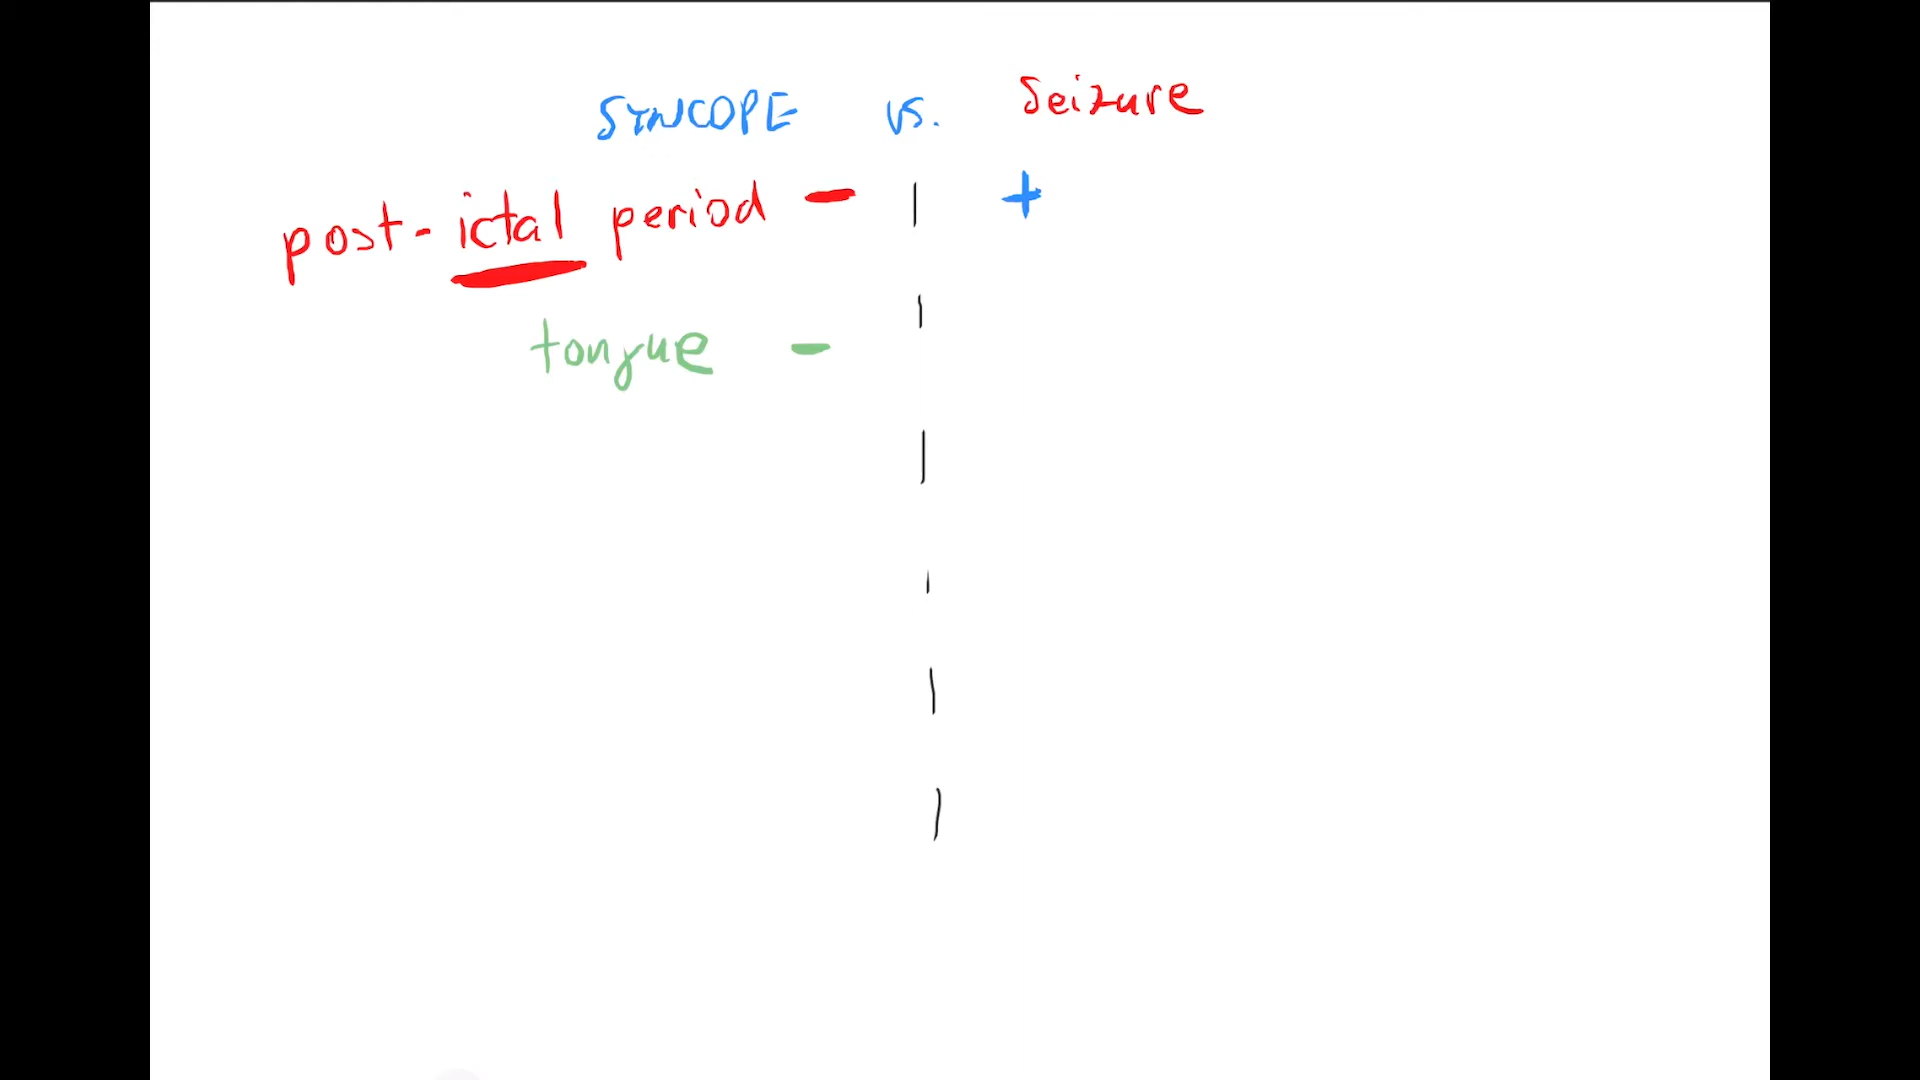 SYNCOPE vs. Seizure
post-ictal period - | +
tongue -